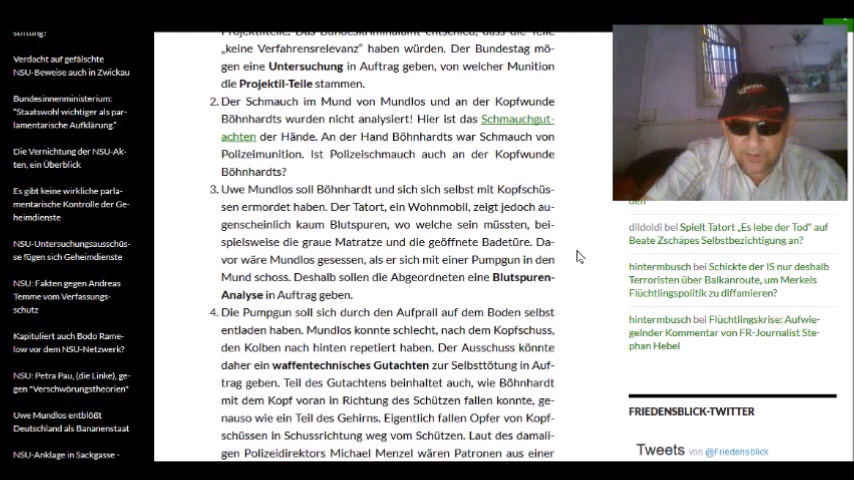 stiftung?
Verdacht auf gefälschte
NSU-Beweise auch in Zwickau
Bundesinnenministerium:
"Staatswohl wichtiger als par-
lamentarische Aufklärung."
Die Vernichtung der NSU-Ak-
ten, ein Überblick
Es gibt keine wirkliche parla-
mentarische Kontrolle der Ge-
heimdienste
NSU-Untersuchungsausschüs-
se fügen sich Geheimdienste
NSU: Fakten gegen Andreas
Temme vom Verfassungs-
schutz
Kapituliert auch Bodo Rame-
low vor dem NSU-Netzwerk?
NSU: Petra Pau, (die Linke), ge-
gen "Verschwörungstheorien"
Uwe Mundlos entblößt
Deutschland als Bananenstaat
NSU-Anklage in Sackgasse -
Projektilteile. Das Bundeskriminalamt entschied, dass die Teile
„keine Verfahrensrelevanz" haben würden. Der Bundestag mö-
gen eine Untersuchung in Auftrag geben, von welcher Munition
die Projektil-Teile stammen.
2. Der Schmauch im Mund von Mundlos und an der Kopfwunde
Böhnhardts wurden nicht analysiert! Hier ist das Schmauchgut-
achten der Hände. An der Hand Böhnhardts war Schmauch von
Polizeimunition. Ist Polizeischmauch auch an der Kopfwunde
Böhnhardts?
3. Uwe Mundlos soll Böhnhardt und sich sich selbst mit Kopfschüs-
sen ermordet haben. Der Tatort, ein Wohnmobil, zeigt jedoch au-
genscheinlich kaum Blutspuren, wo welche sein müssten, bei-
spielsweise die graue Matratze und die geöffnete Badetüre. Da-
vor wäre Mundlos gesessen, als er sich mit einer Pumpgun in den
Mund schoss. Deshalb sollen die Abgeordneten eine Blutspuren-
Analyse in Auftrag geben.
4. Die Pumpgun soll sich durch den Aufprall auf dem Boden selbst
entladen haben. Mundlos konnte schlecht, nach dem Kopfschuss,
den Kolben nach hinten repetiert haben. Der Ausschuss könnte
daher ein waffentechnisches Gutachten zur Selbsttötung in Auf-
trag geben. Teil des Gutachtens beinhaltet auch, wie Böhnhardt
mit dem Kopf voran in Richtung des Schützen fallen konnte, ge-
nauso wie ein Teil des Gehirns. Eigentlich fallen Opfer von Kopf-
schüssen in Schussrichtung weg vom Schützen. Laut des damali-
gen Polizeidirektors Michael Menzel wären Patronen aus einer
den
dildoldi bei Spielt Tatort „Es lebe der Tod" auf
Beate Zschäpes Selbstbezichtigung an?
hintermbusch bei Schickte der IS nur deshalb
Terroristen über Balkanroute, um Merkels
Flüchtlingspolitik zu diffamieren?
hintermbusch bei Flüchtlingskrise: Aufwie-
gelnder Kommentar von FR-Journalist Ste-
phan Hebel
FRIEDENSBLICK-TWITTER
Tweets von @Friedensblick